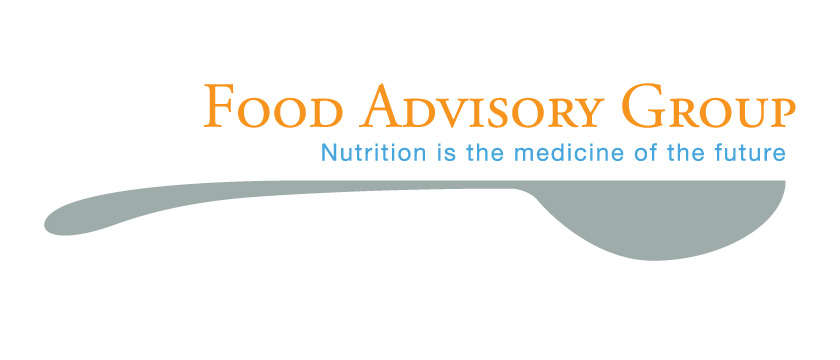 Food Advisory Group
Nutrition is the medicine of the future